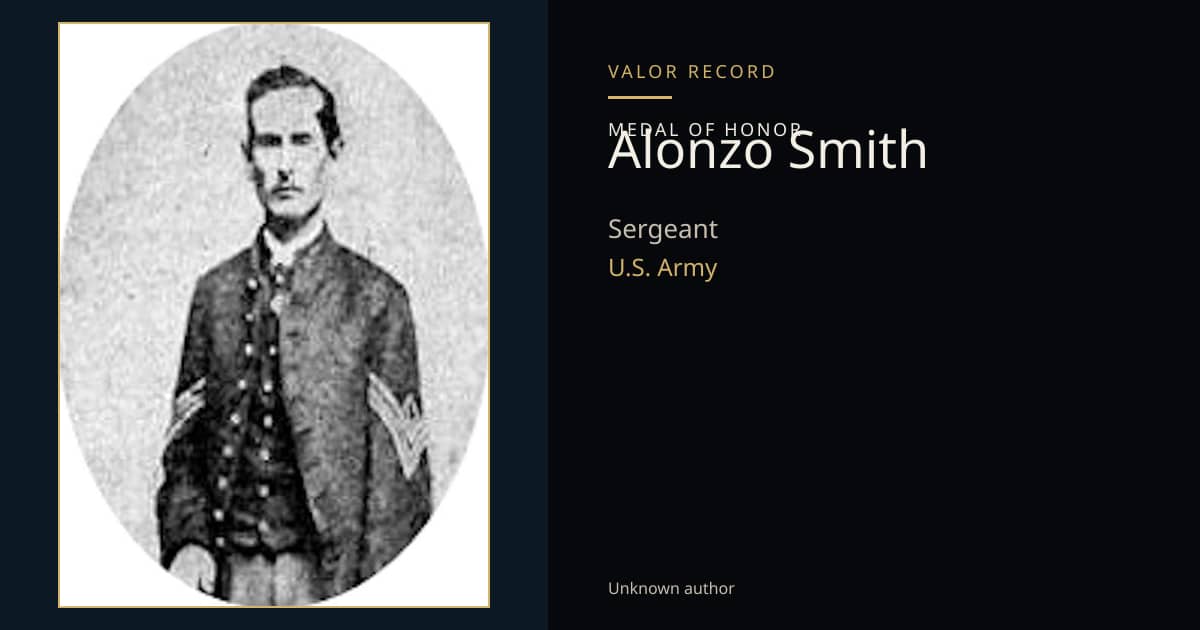 VALOR RECORD
MEDAL OF HONOR
Alonzo Smith
Sergeant
U.S. Army
Unknown author